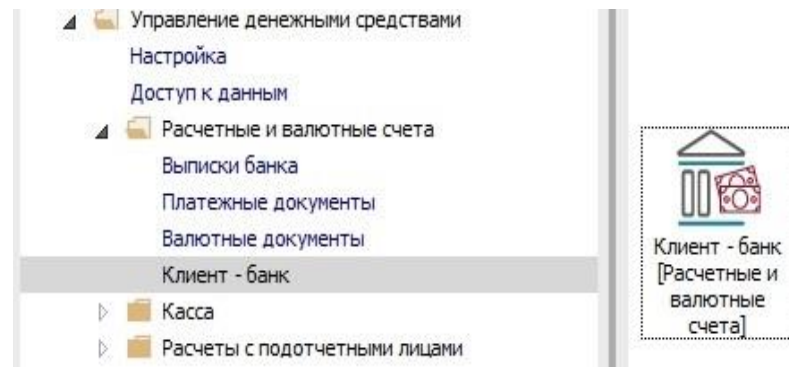 Управление денежными средствами
Настройка
Доступ к данным
Расчетные и валютные счета
Выписки банка
Платежные документы
Валютные документы
Клиент - банк
Касса
Расчеты с подотчетными лицами
Клиент - банк
[Расчетные и
валютные
счета]